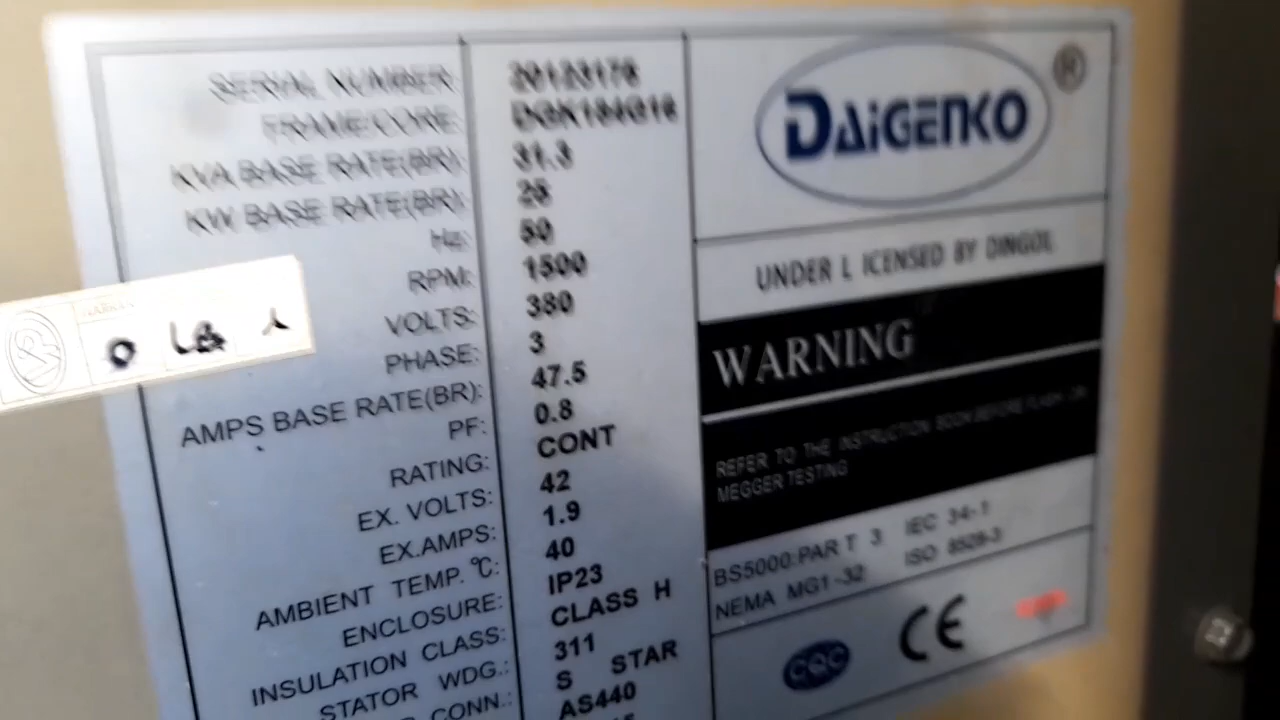 SERIAL NUMBER: 20123178
FRAME/CORE:
KVA BASE RATE(BR): 31.3
KW BASE RATE(BR): 25
Hz: 50
RPM: 1500
VOLTS: 380
PHASE: 3
AMPS BASE RATE(BR): 47.5
PF: 0.8
RATING: CONT
EX. VOLTS: 42
EX.AMPS: 1.9
AMBIENT TEMP. ℃: 40
ENCLOSURE: IP23
INSULATION CLASS: CLASS H
STATOR WDG.: 311
CONN.: S STAR
AS440
DAiGENKO ®
UNDER L ICENSED BY DINGOL
WARNING
REFER TO THE INSTRUCTION BOOK BEFORE FLASH OR
MEGGER TESTING
BS5000:PAR T 3 IEC 34-1
NEMA MG1-32 ISO 8528-3
CQC CE